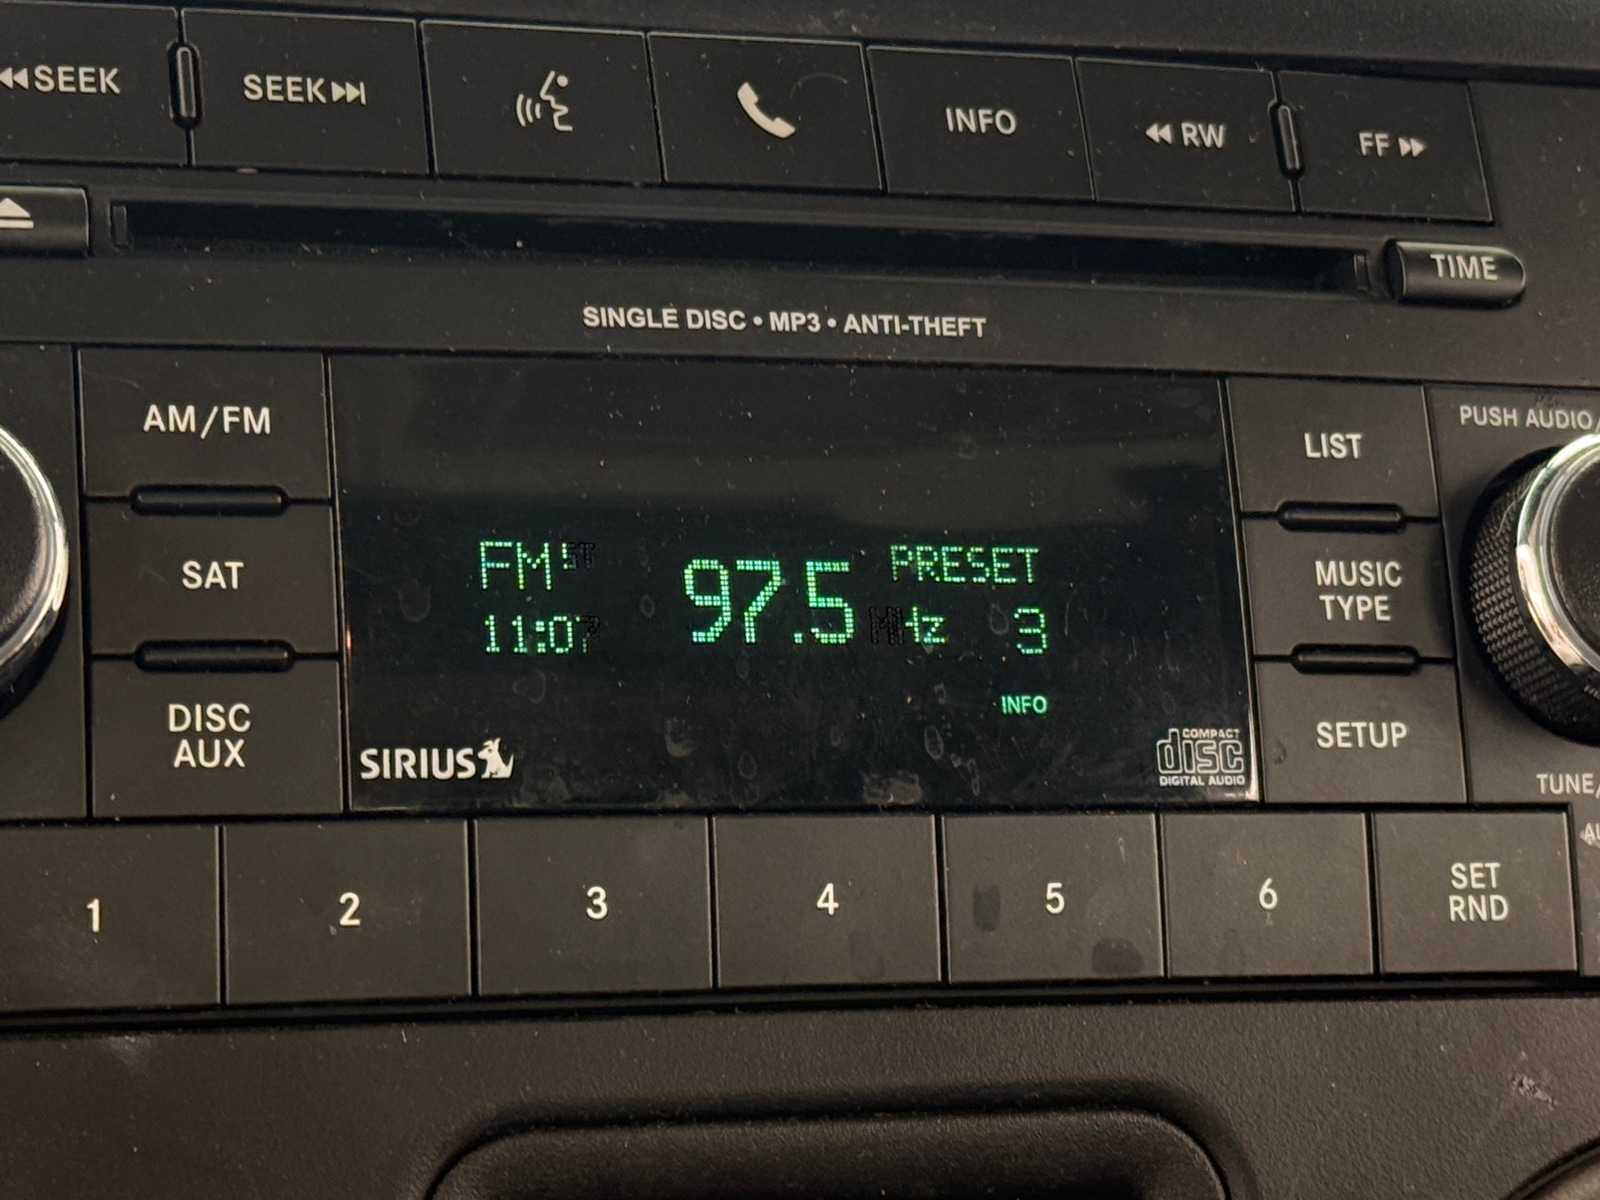 SEEK
SEEK
INFO
RW
FF
TIME
SINGLE DISC • MP3 • ANTI-THEFT
AM/FM
SAT
DISC
AUX
FM ST
97.5 MHz
PRESET
3
11:07
INFO
SIRIUS
COMPACT
disc
DIGITAL AUDIO
LIST
MUSIC
TYPE
SETUP
PUSH AUDIO/
TUNE/
1
2
3
4
5
6
SET
RND